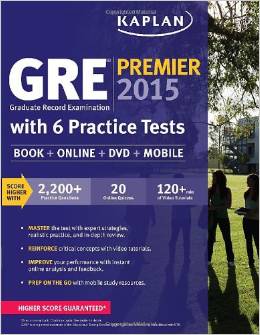 KAPLAN
GRE® PREMIER
Graduate Record Examination 2015
with 6 Practice Tests
BOOK + ONLINE + DVD + MOBILE
SCORE HIGHER WITH
2,200+ 20 120+ min
Practice Questions Online Quizzes of Video Tutorials
MASTER the test with expert strategies,
realistic practice, and in-depth review.
REINFORCE critical concepts with video tutorials.
IMPROVE your performance with instant
online analysis and feedback.
PREP ON THE GO with mobile study resources.
HIGHER SCORE GUARANTEED*